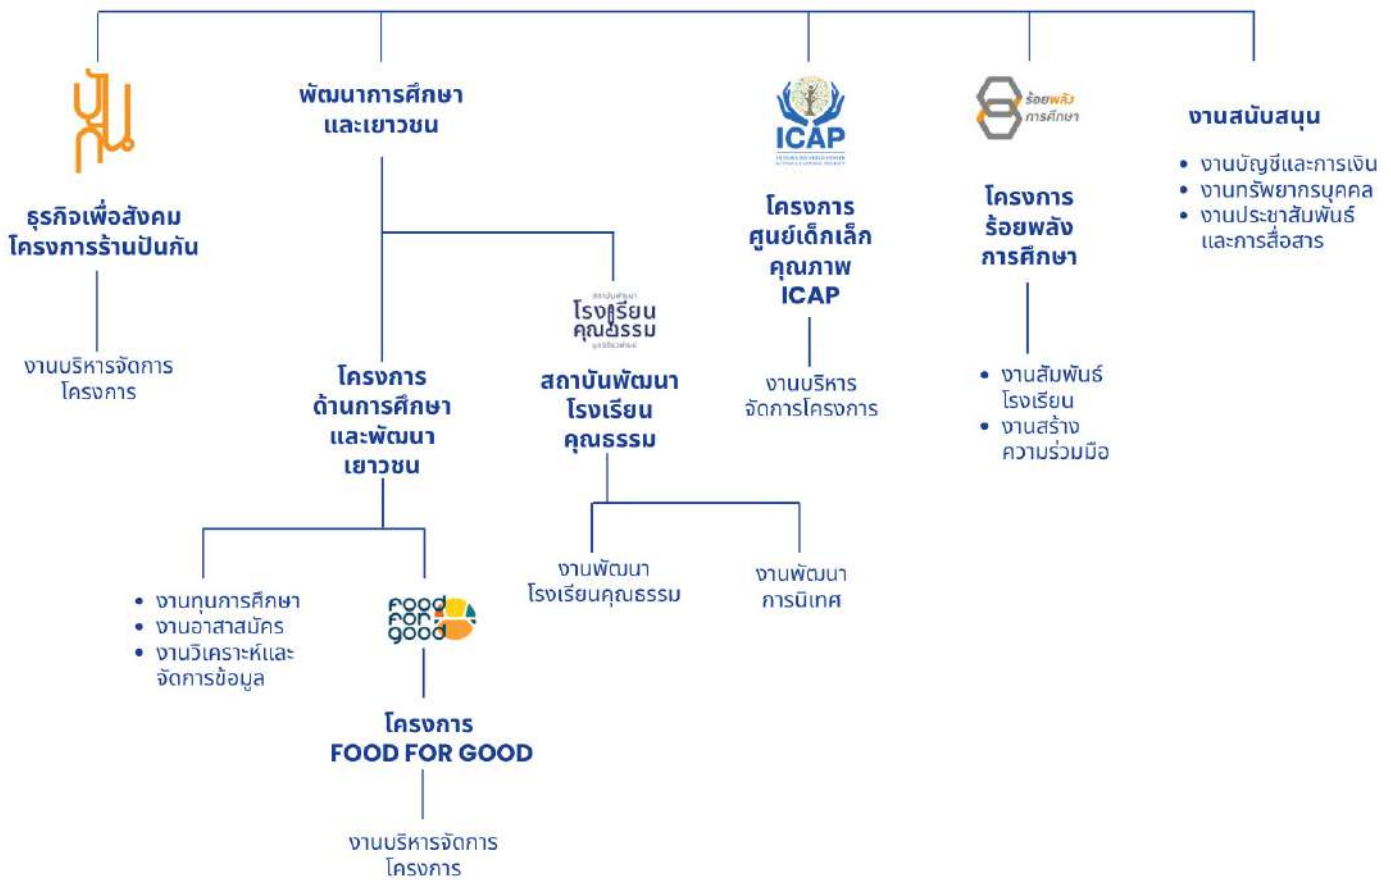 ปันกัน
ธุรกิจเพื่อสังคม
โครงการร้านปันกัน
งานบริหารจัดการ
โครงการ
พัฒนาการศึกษา
และเยาวชน
โครงการ
ด้านการศึกษา
และพัฒนา
เยาวชน
งานทุนการศึกษา
งานอาสาสมัคร
งานวิเคราะห์และ
จัดการข้อมูล
FOOD
FOR
good
โครงการ
FOOD FOR GOOD
งานบริหารจัดการ
โครงการ
สถาบันพัฒนา
โรงเรียน
คุณธรรม
สถาบันพัฒนา
โรงเรียน
คุณธรรม
งานพัฒนา
โรงเรียนคุณธรรม
งานพัฒนา
การนิเทศ
ICAP
โครงการ
ศูนย์เด็กเล็ก
คุณภาพ
ICAP
งานบริหาร
จัดการโครงการ
ร้อยพลัง
การศึกษา
โครงการ
ร้อยพลัง
การศึกษา
งานสัมพันธ์
โรงเรียน
งานสร้าง
ความร่วมมือ
งานสนับสนุน
งานบัญชีและการเงิน
งานทรัพยากรบุคคล
งานประชาสัมพันธ์
และการสื่อสาร